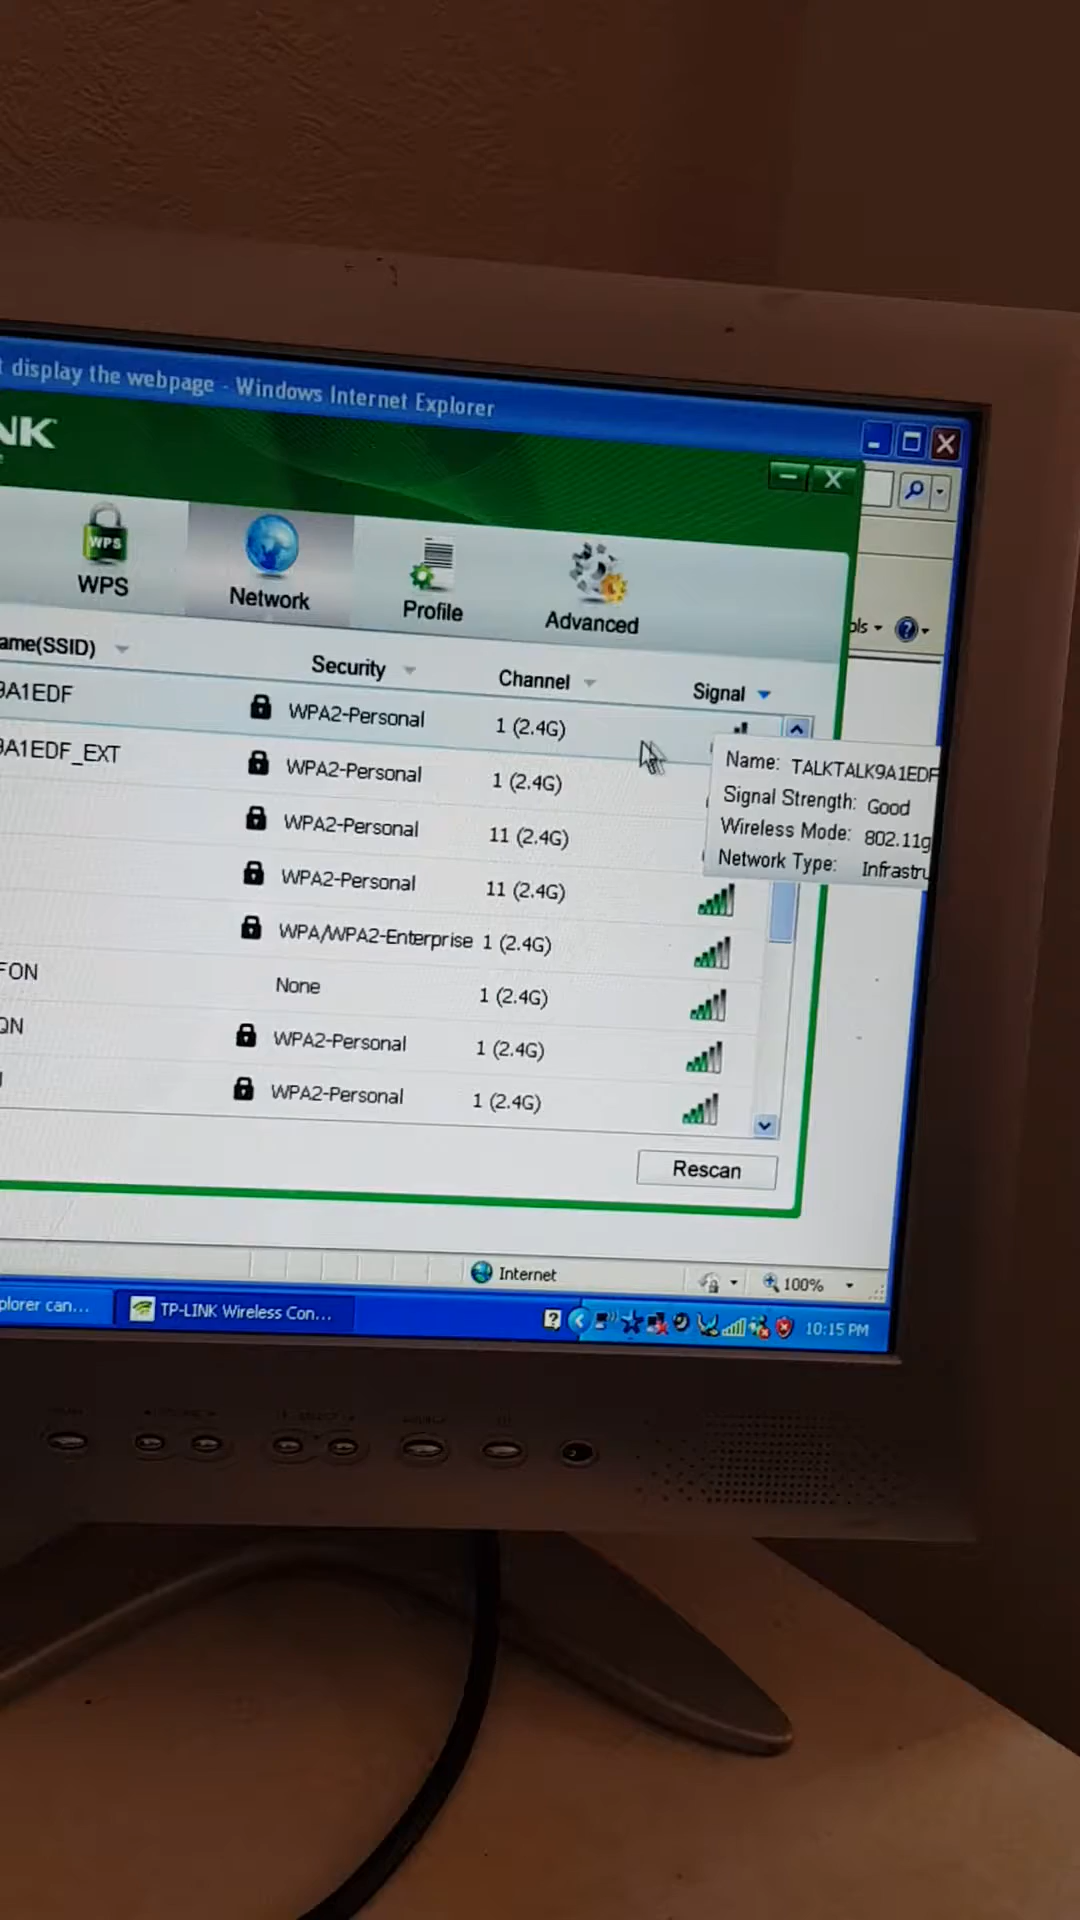 t display the webpage - Windows Internet Explorer
NK
WPS
WPS
Network
Profile
Advanced
ols
ame(SSID)
Security
Channel
Signal
9A1EDF
WPA2-Personal
1 (2.4G)
9A1EDF_EXT
WPA2-Personal
1 (2.4G)
WPA2-Personal
11 (2.4G)
WPA2-Personal
11 (2.4G)
WPA/WPA2-Enterprise
1 (2.4G)
FON
None
1 (2.4G)
QN
WPA2-Personal
1 (2.4G)
WPA2-Personal
1 (2.4G)
Name: TALKTALK9A1EDF
Signal Strength: Good
Wireless Mode: 802.11g
Network Type: Infrastru
Rescan
Internet
100%
plorer can...
TP-LINK Wireless Con...
10:15 PM